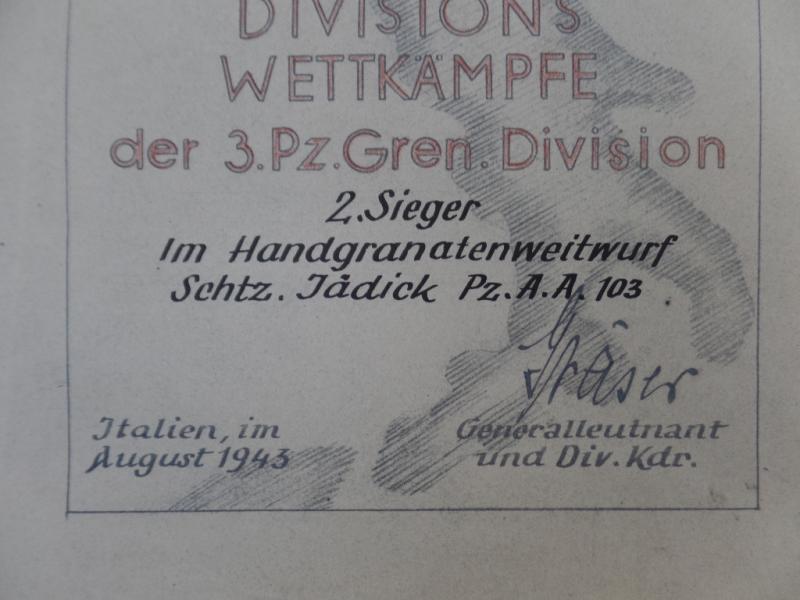 DIVISIONS
WETTKÄMPFE
der 3.Pz.Gren.Division
2.Sieger
Im Handgranatenweitwurf
Schtz. Jädick Pz.A.A. 103.
Gräser
Italien, im
August 1943
Generalleutnant
und Div. Kdr.